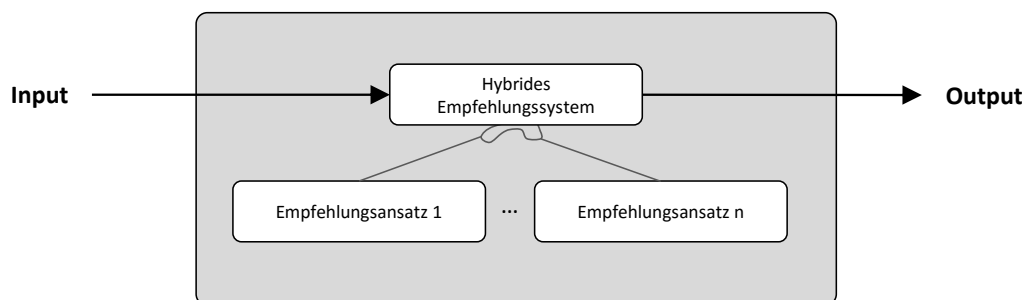 Hybrides
Empfehlungssystem
Input
Output
Empfehlungsansatz 1
...
Empfehlungsansatz n